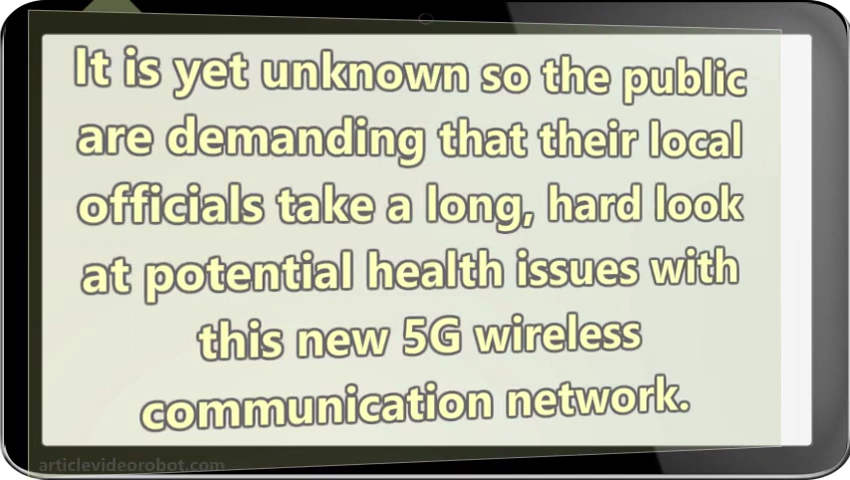 It is yet unknown so the public
are demanding that their local
officials take a long, hard look
at potential health issues with
this new 5G wireless
communication network.
articlevideorobot.com